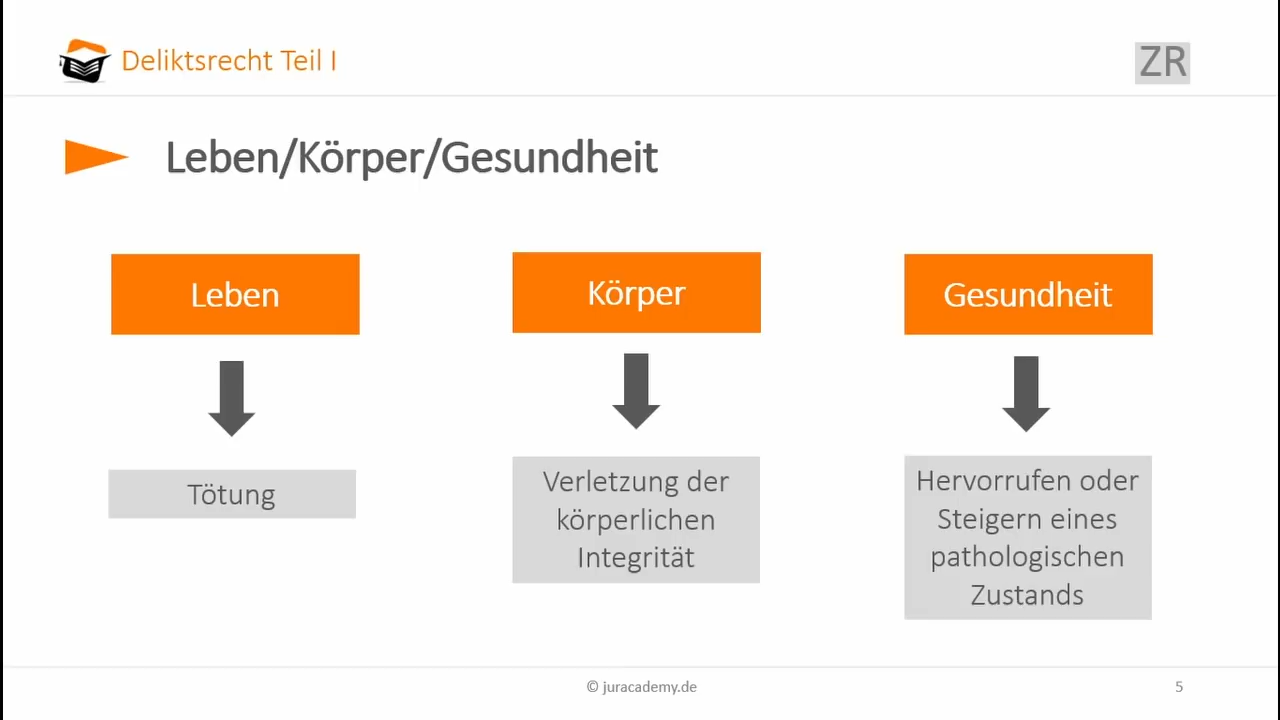 Deliktsrecht Teil I
ZR
Leben/Körper/Gesundheit
Leben
Körper
Gesundheit
Tötung
Verletzung der
körperlichen
Integrität
Hervorrufen oder
Steigern eines
pathologischen
Zustands
© juracademy.de
5